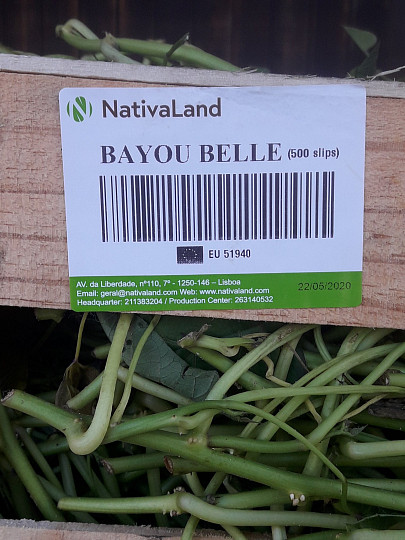 NativaLand
BAYOU BELLE (500 slips)
EU 51940
AV. da Liberdade, nº110, 7º - 1250-146 – Lisboa
Email: geral@nativaland.com Web: www.nativaland.com
Headquarter: 211383204 / Production Center: 263140532
22/05/2020